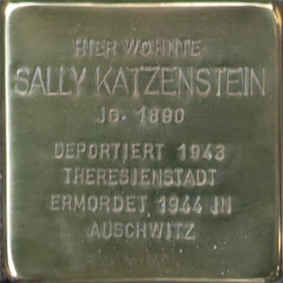 HIER WOHNTE
SALLY KATZENSTEIN
JG. 1890
DEPORTIERT 1943
THERESIENSTADT
ERMORDET 1944 IN
AUSCHWITZ